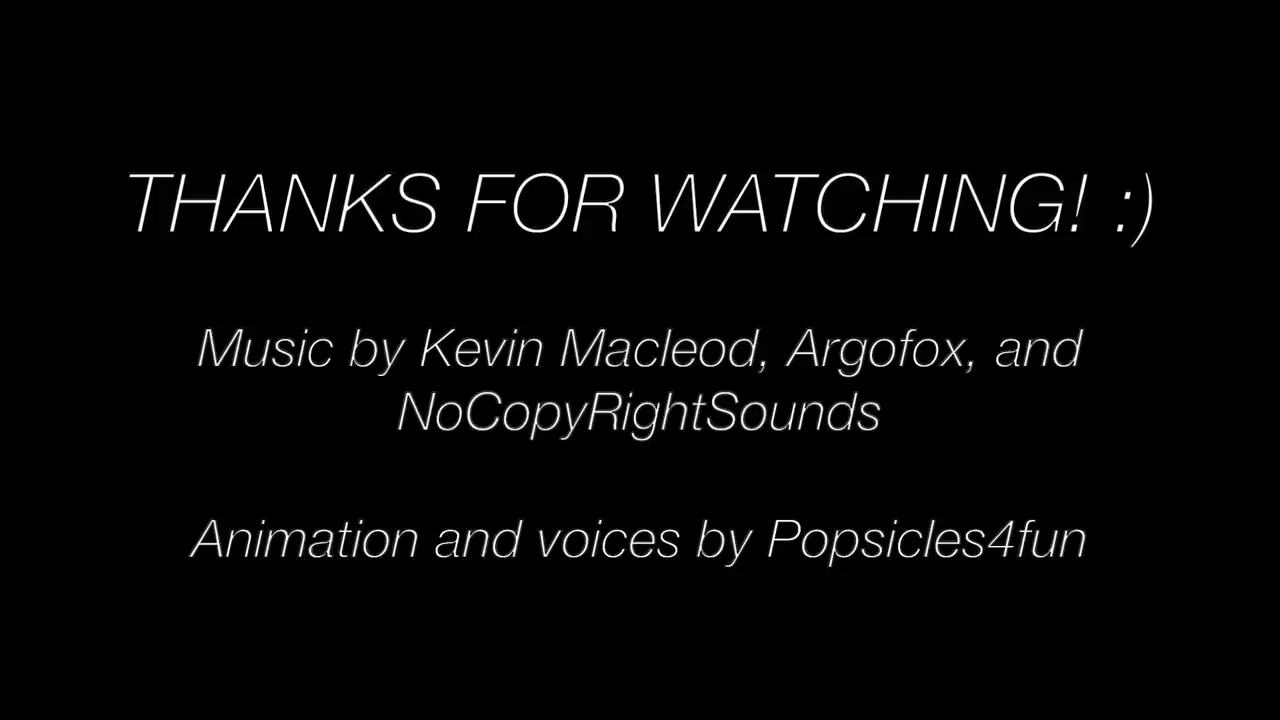 THANKS FOR WATCHING! :)
Music by Kevin Macleod, Argofox, and
NoCopyRightSounds
Animation and voices by Popsicles4fun